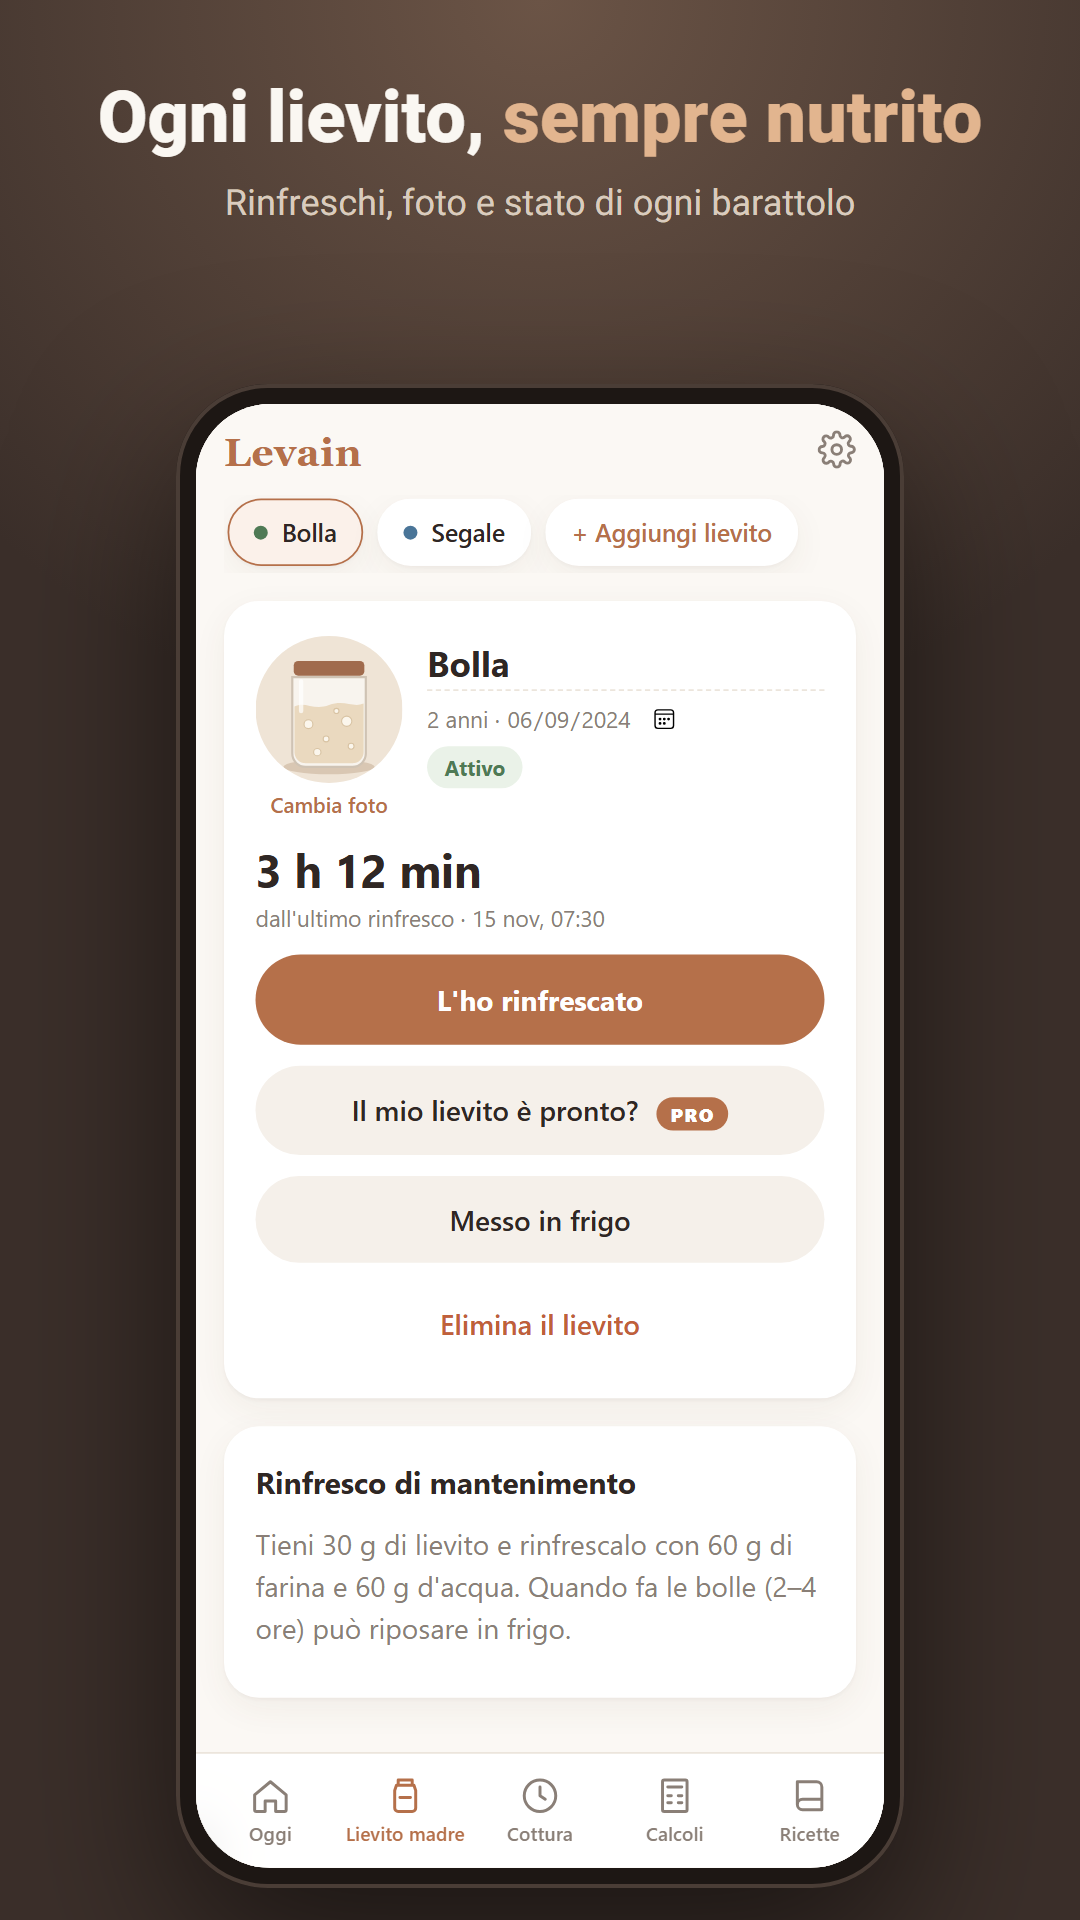 Ogni lievito, sempre nutrito
Rinfreschi, foto e stato di ogni barattolo
Levain
Bolla
Segale
+ Aggiungi lievito
Bolla
2 anni · 06/09/2024
Attivo
Cambia foto
3 h 12 min
dall'ultimo rinfresco · 15 nov, 07:30
L'ho rinfrescato
Il mio lievito è pronto? PRO
Messo in frigo
Elimina il lievito
Rinfresco di mantenimento
Tieni 30 g di lievito e rinfrescalo con 60 g di
farina e 60 g d'acqua. Quando fa le bolle (2–4
ore) può riposare in frigo.
Oggi
Lievito madre
Cottura
Calcoli
Ricette